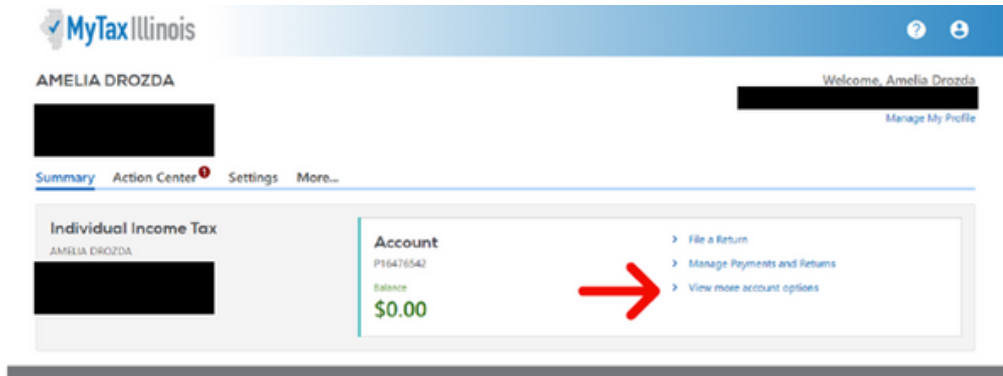 MyTax Illinois
AMELIA DROZDA
Welcome, Amelia Drozda
Manage My Profile
Summary Action Center 1 Settings More...
Individual Income Tax
AMELIA DROZDA
Account
P16476542
Balance
$0.00
> File a Return
> Manage Payments and Returns
> View more account options